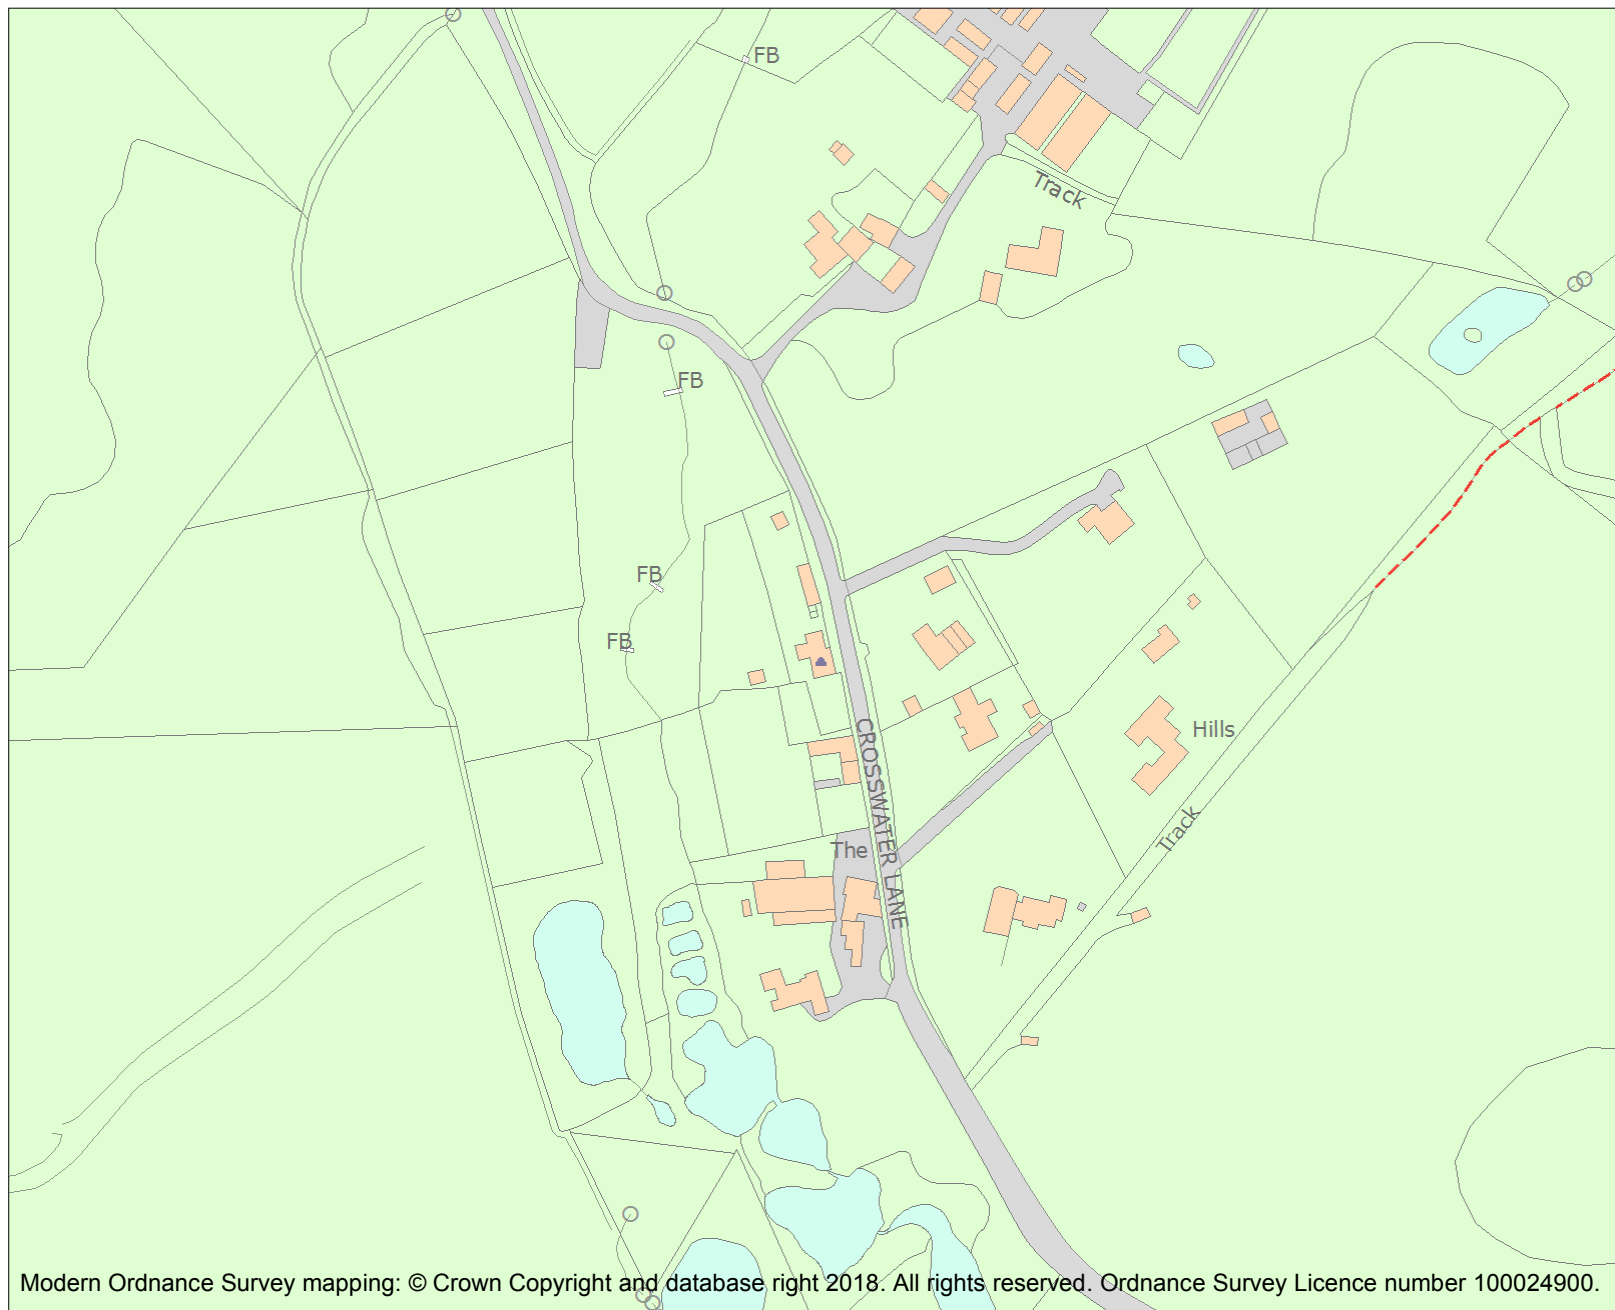 FB
Track
FB
FB
FB
CROSSWATER LANE
Hills
Track
The
Modern Ordnance Survey mapping: © Crown Copyright and database right 2018. All rights reserved. Ordnance Survey Licence number 100024900.